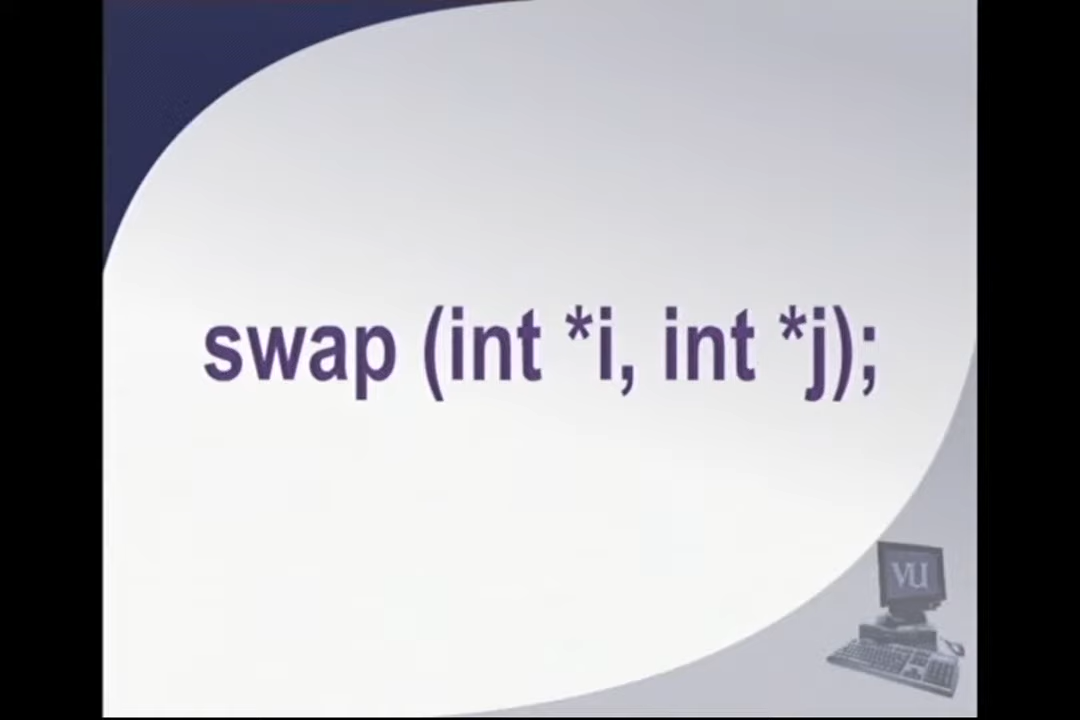 swap (int *i, int *j);
VU